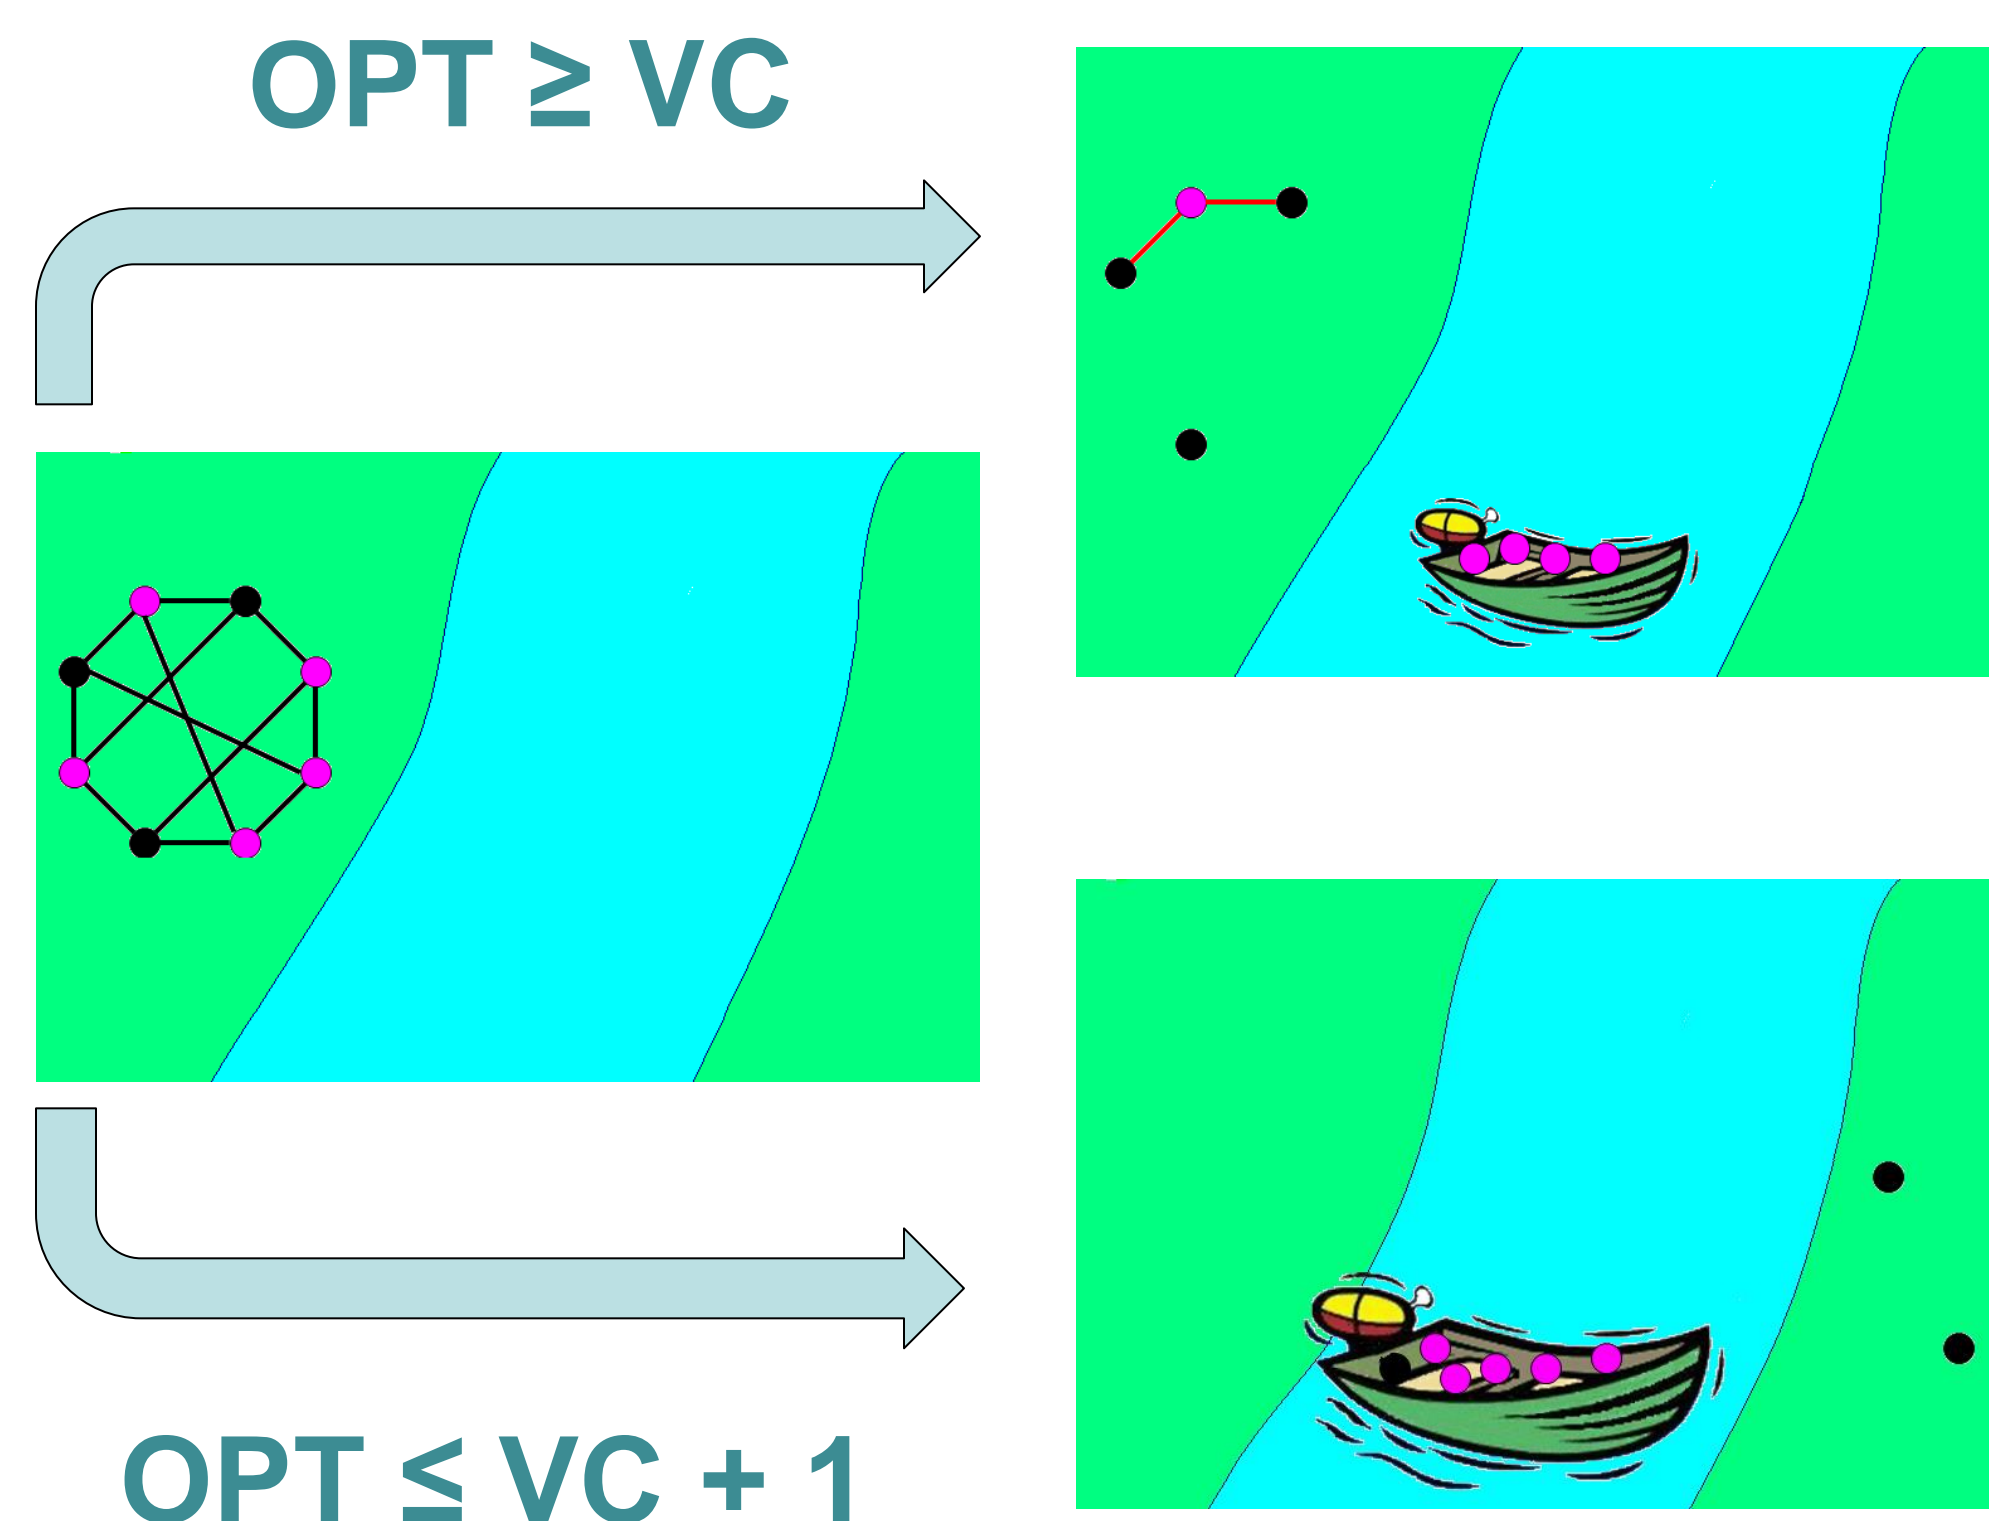 OPT ≥ VC
OPT ≤ VC + 1